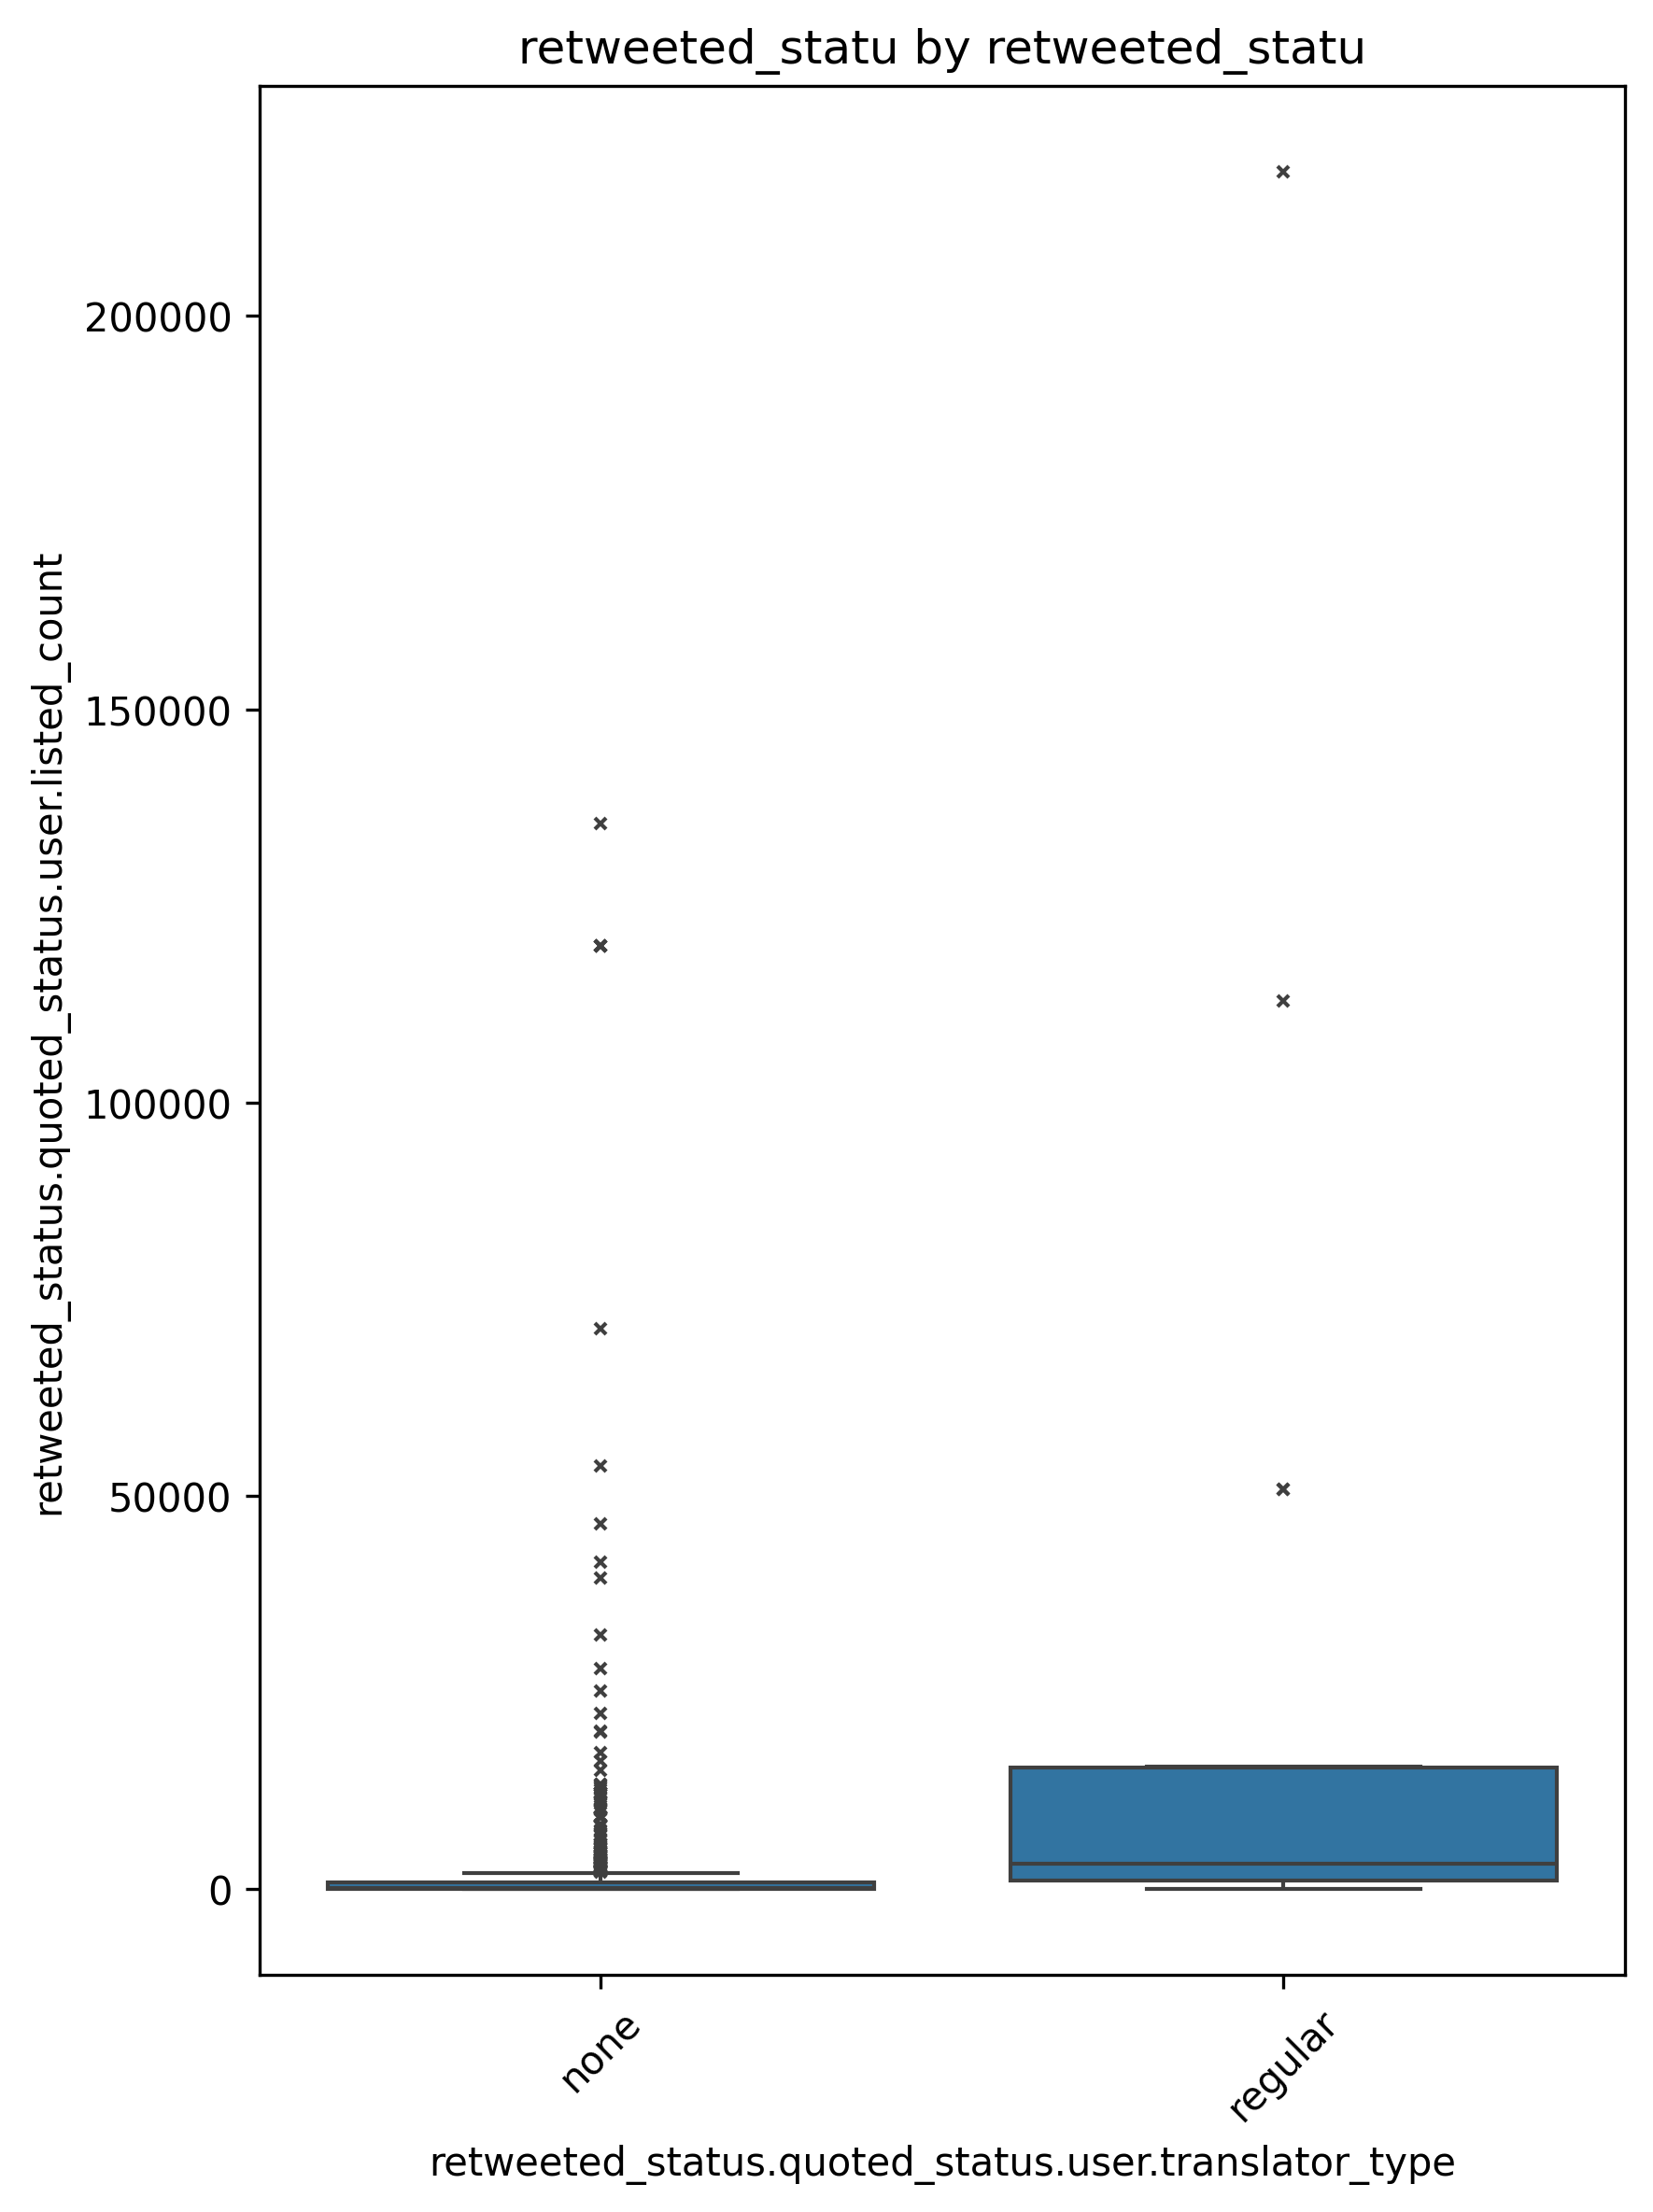 retweeted_statu by retweeted_statu
retweeted_status.quoted_status.user.listed_count
200000
150000
100000
50000
0
none
regular
retweeted_status.quoted_status.user.translator_type